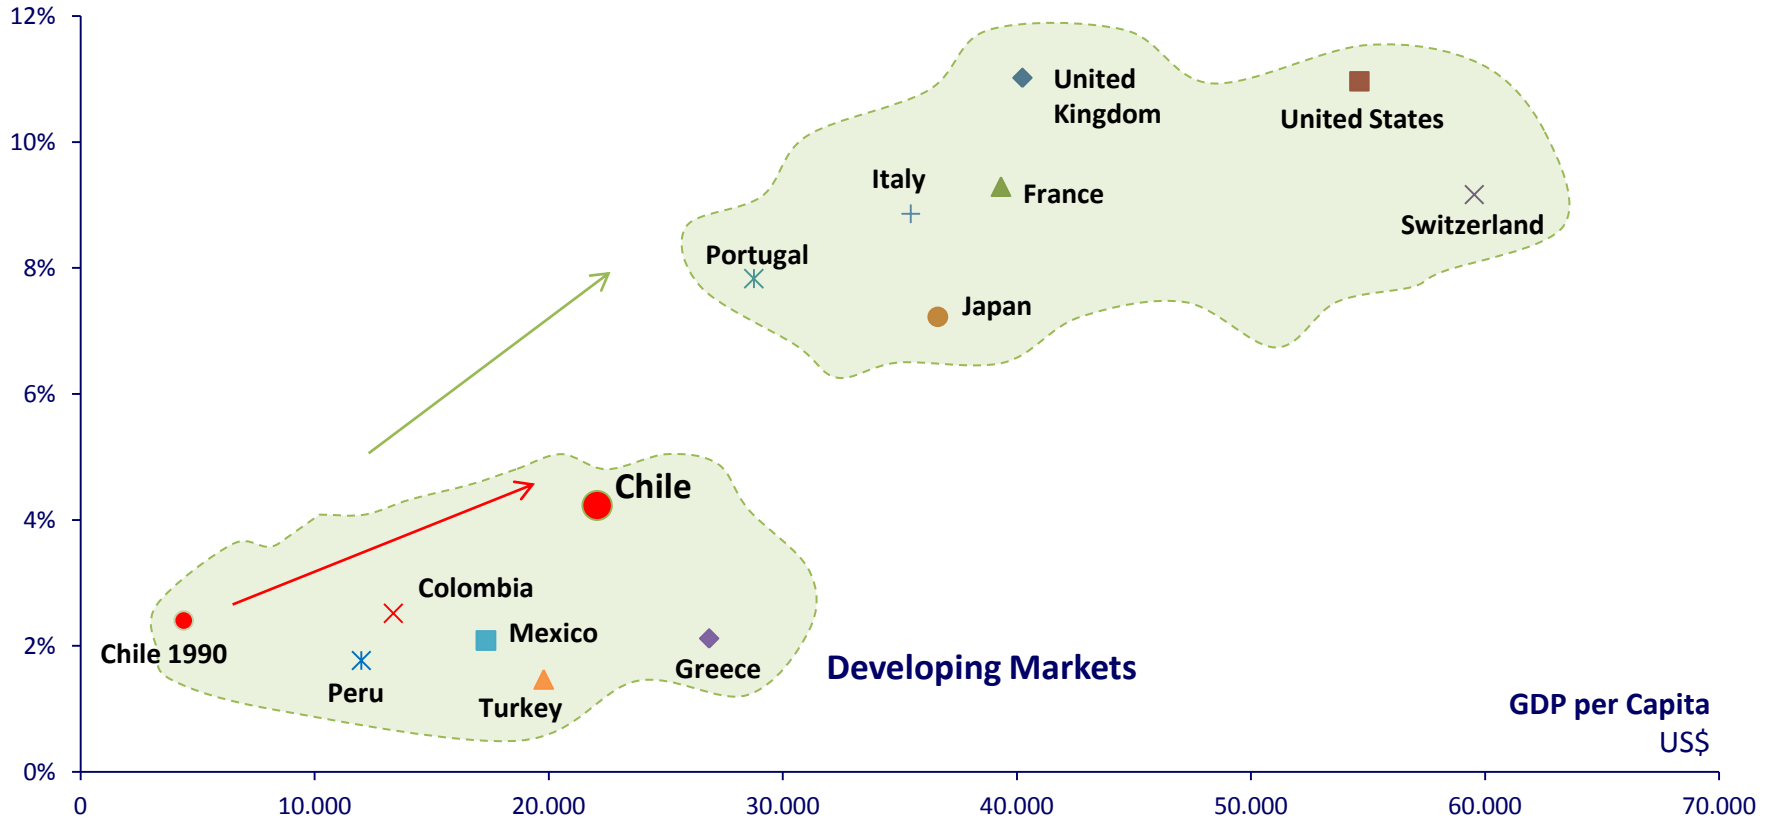 12%
10%
8%
6%
4%
2%
0%
United
Kingdom
United States
Italy
France
Switzerland
Portugal
Japan
Chile
Colombia
Chile 1990
Mexico
Peru
Greece
Turkey
Developing Markets
GDP per Capita
US$
0
10.000
20.000
30.000
40.000
50.000
60.000
70.000